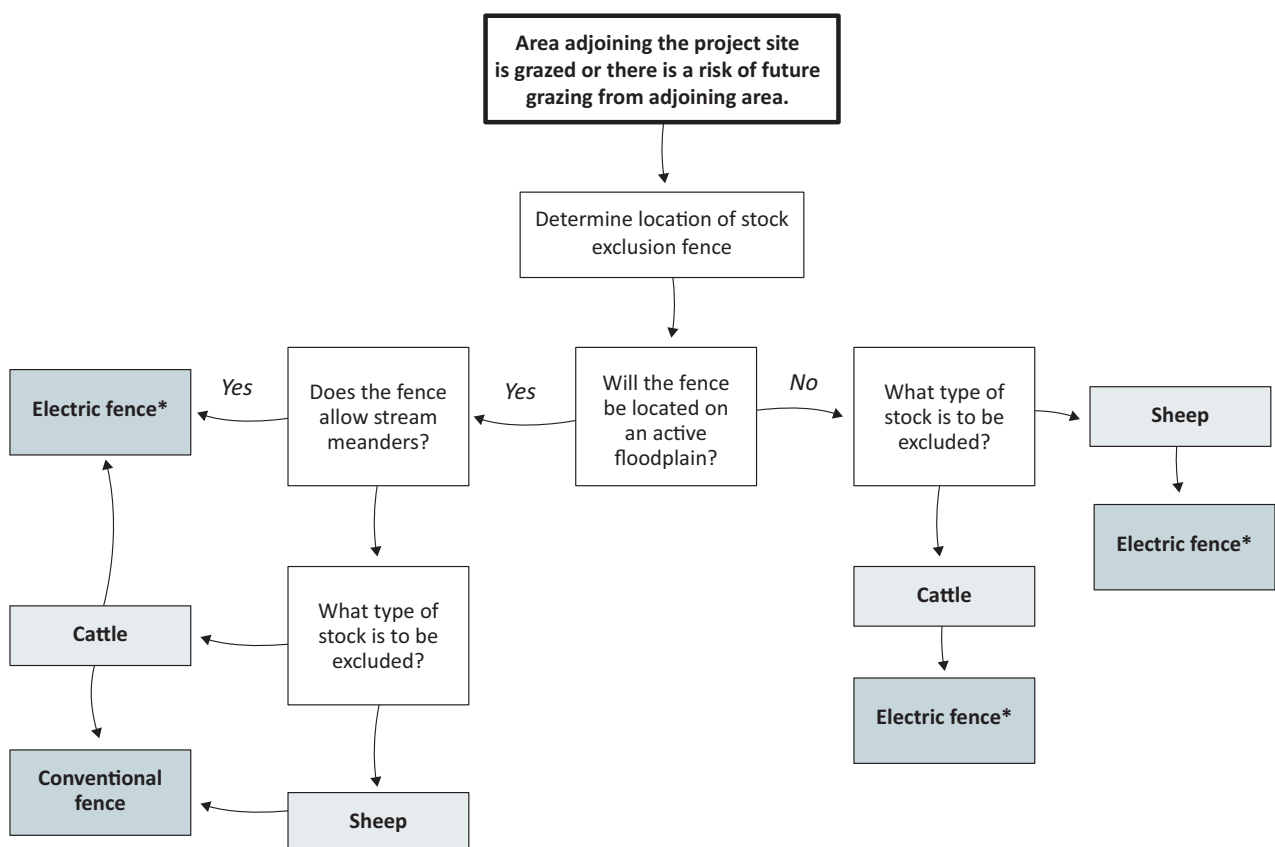 Area adjoining the project site
is grazed or there is a risk of future
grazing from adjoining area.
Determine location of stock
exclusion fence
Electric fence*
Yes
Does the fence
allow stream
meanders?
Yes
Will the fence
be located on
an active
floodplain?
No
What type of
stock is to be
excluded?
Sheep
Electric fence*
Cattle
What type of
stock is to be
excluded?
Cattle
Electric fence*
Conventional
fence
Sheep